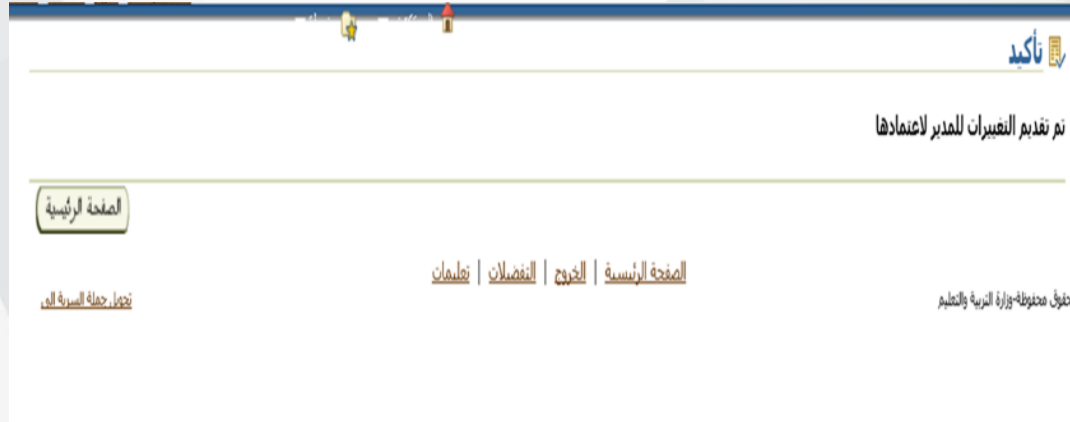 تأكيد
تم تقديم التغييرات للمدير لاعتمادها
الصفحة الرئيسية
الصفحة الرئيسية | الخروج | التفضلات | تعليمات
حقوق محفوظة-وزارة التربية والتعليم
تحويل جملة السرية الى